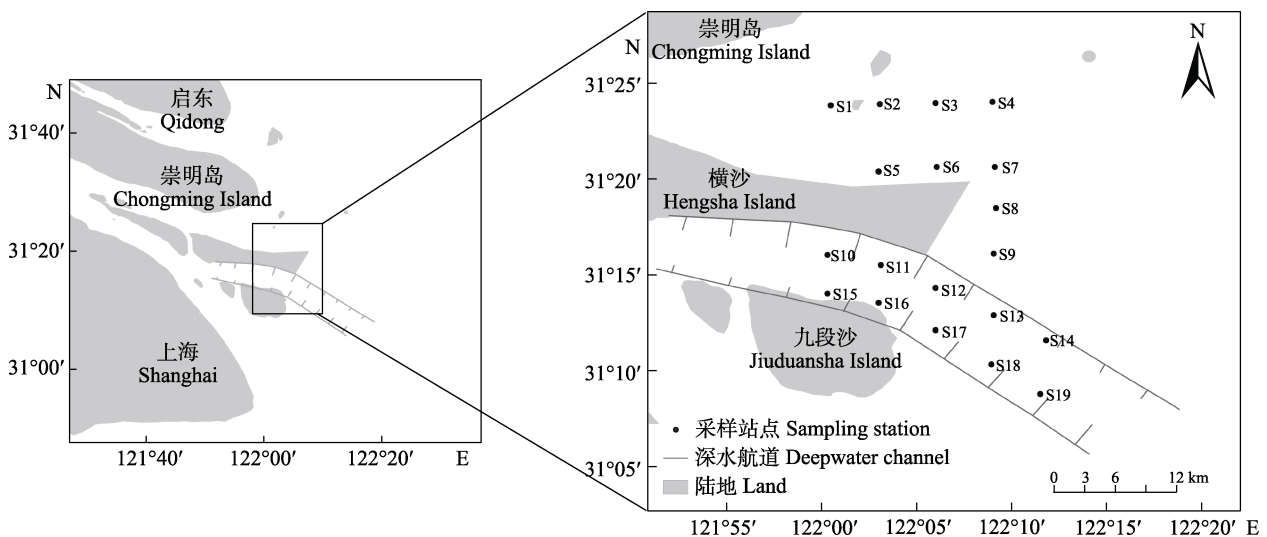 N
启东
Qidong
31°40′
崇明岛
Chongming Island
31°20′
上海
Shanghai
31°00′
121°40′
122°00′
122°20′
E
崇明岛
Chongming Island
N
N
31°25′
S1
S2
S3
S4
S5
S6
S7
31°20′
横沙
Hengsha Island
S8
S9
S10
S11
31°15′
S12
S15
S16
S13
九段沙
Jiuduansha Island
S17
S14
S18
31°10′
S19
采样站点 Sampling station
深水航道 Deepwater channel
陆地 Land
31°05′
0 3 6 12 km
121°55′
122°00′
122°05′
122°10′
122°15′
122°20′
E